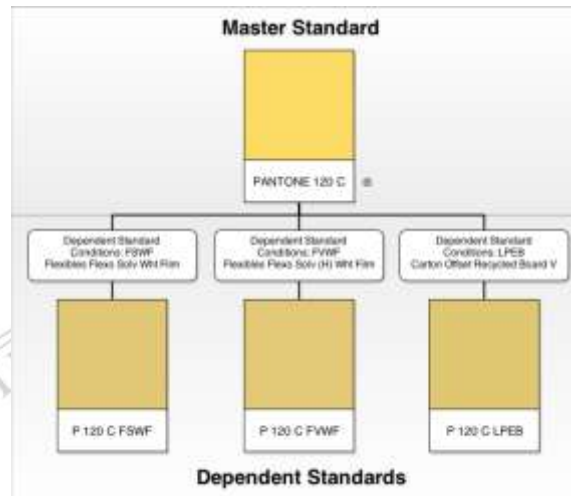 Master Standard
PANTONE 120 C ®
Dependent Standard
Conditions: FSWF
Flexibles Flexo Solv Wht Film
Dependent Standard
Conditions: FVWF
Flexibles Flexo Solv (H) Wht Film
Dependent Standard
Conditions: LPEB
Carton Offset Recycled Board V
P 120 C FSWF
P 120 C FVWF
P 120 C LPEB
Dependent Standards